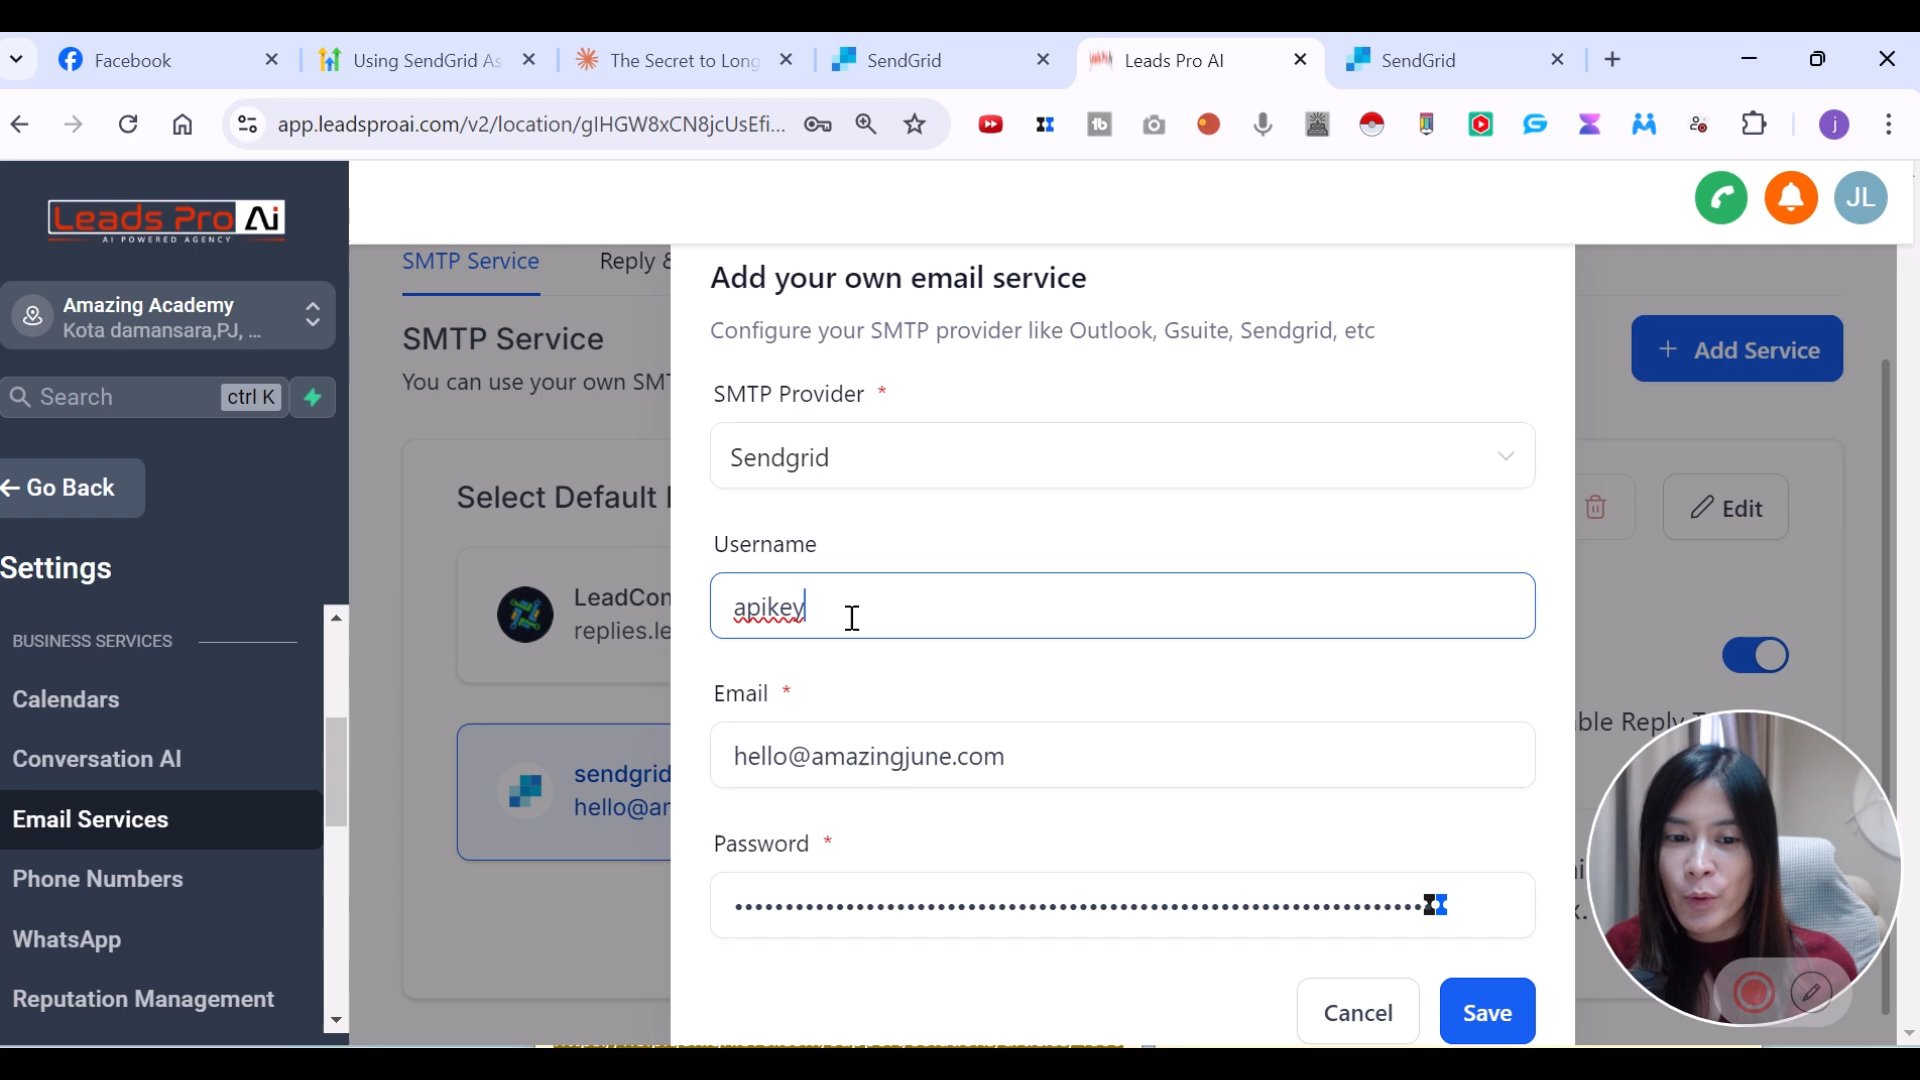 Facebook
Using SendGrid As
The Secret to Long
SendGrid
Leads Pro AI
SendGrid
app.leadsproai.com/v2/location/gIHGW8xCN8jcUsEfi...
j
Leads Pro Ai
AI POWERED AGENCY
JL
Amazing Academy
Kota damansara,PJ, ...
Search
ctrl K
Go Back
Settings
BUSINESS SERVICES
Calendars
Conversation AI
Email Services
Phone Numbers
WhatsApp
Reputation Management
SMTP Service
Reply &
SMTP Service
You can use your own SMT
+ Add Service
Select Default
Edit
LeadCon
replies.le
sendgrid
hello@am
ble Reply T
Add your own email service
Configure your SMTP provider like Outlook, Gsuite, Sendgrid, etc
SMTP Provider *
Sendgrid
Username
apikey
Email *
hello@amazingjune.com
Password *
Cancel
Save